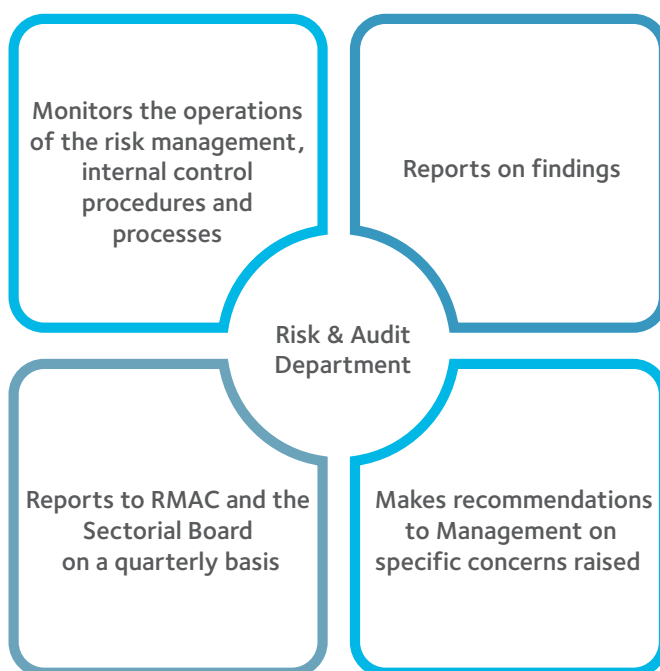 Monitors the operations
of the risk management,
internal control
procedures and
processes
Reports on findings
Risk & Audit
Department
Reports to RMAC and the
Sectorial Board
on a quarterly basis
Makes recommendations
to Management on
specific concerns raised